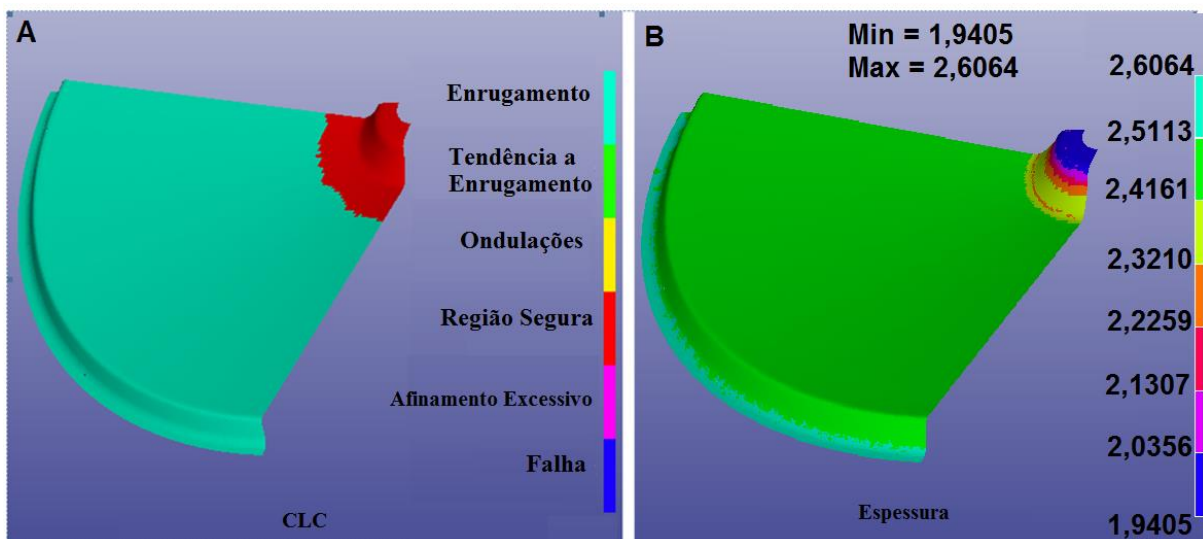 A
Enrugamento
Tendência a
Enrugamento
Ondulações
Região Segura
Afinamento Excessivo
Falha
CLC
B
Min = 1,9405
Max = 2,6064
2,6064
2,5113
2,4161
2,3210
2,2259
2,1307
2,0356
1,9405
Espessura